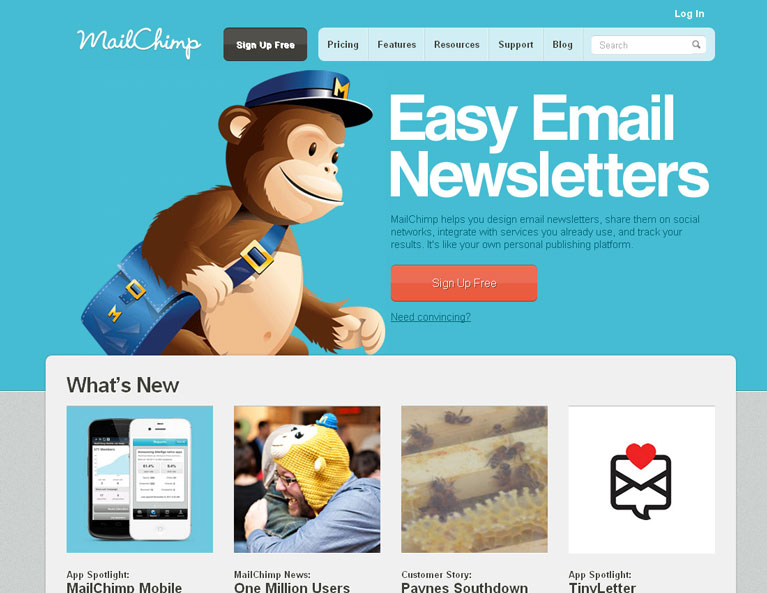 Log In
MailChimp
Sign Up Free
Pricing
Features
Resources
Support
Blog
Search
M
Easy Email
Newsletters
MailChimp helps you design email newsletters, share them on social
networks, integrate with services you already use, and track your
results. It's like your own personal publishing platform.
M
Sign Up Free
Need convincing?
What's New
App Spotlight:
MailChimp Mobile
MailChimp News:
One Million Users
Customer Story:
Paynes Southdown
App Spotlight:
TinyLetter